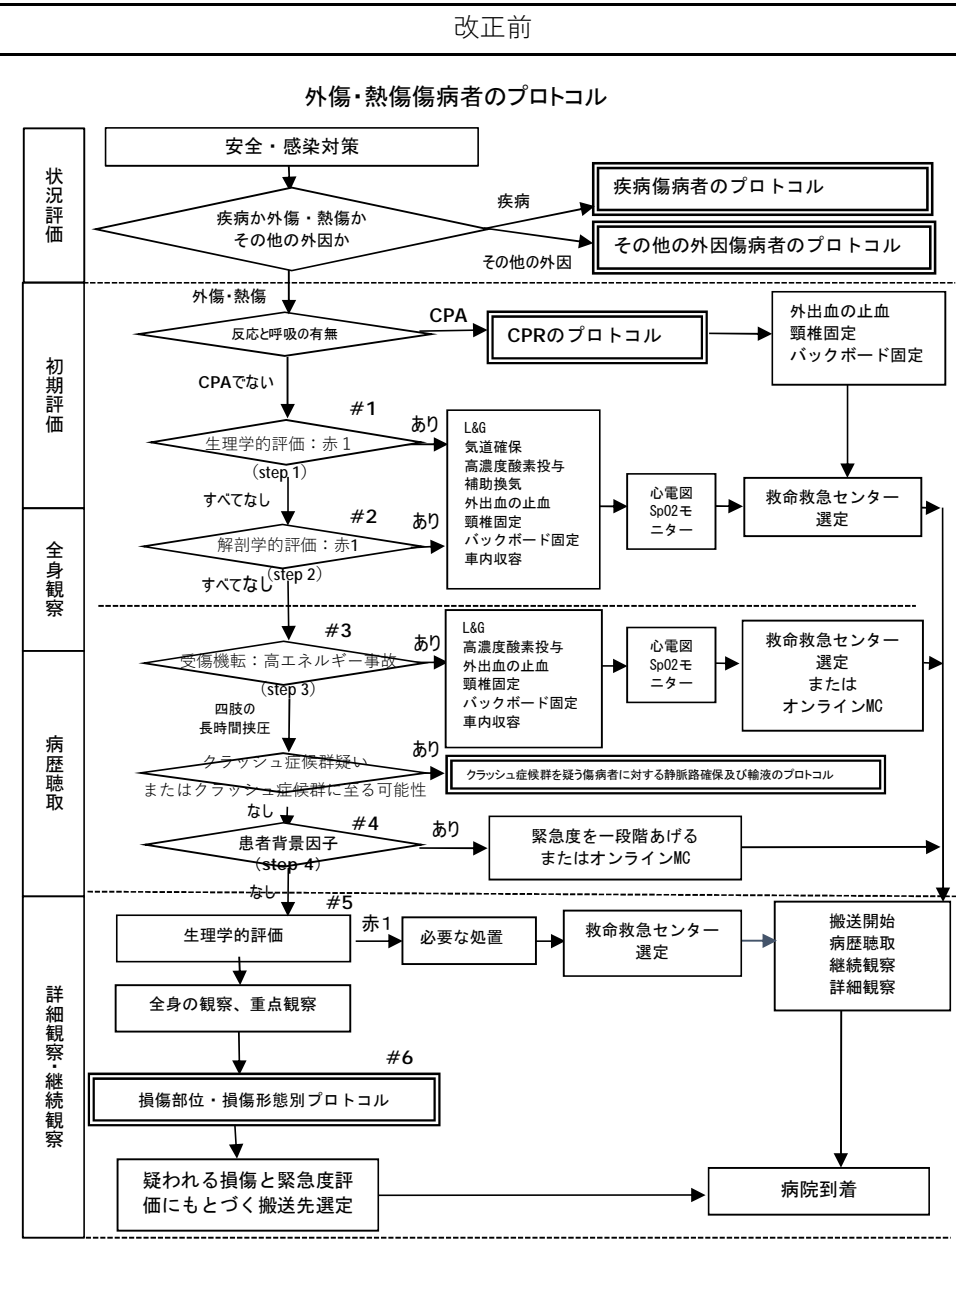 改正前
外傷・熱傷傷病者のプロトコル
状況評価
安全・感染対策
疾病か外傷・熱傷か
その他の外因か
疾病
疾病傷病者のプロトコル
その他の外因
その他の外因傷病者のプロトコル
初期評価
外傷・熱傷
反応と呼吸の有無
CPA
CPRのプロトコル
外出血の止血
頸椎固定
バックボード固定
CPAでない
#1
生理学的評価：赤１
(step 1)
あり
L&G
気道確保
高濃度酸素投与
補助換気
外出血の止血
頸椎固定
バックボード固定
車内収容
心電図
SpO2モ
ニター
救命救急センター
選定
すべてなし
全身観察
#2
解剖学的評価：赤1
(step 2)
あり
すべてなし
#3
受傷機転：高エネルギー事故
(step 3)
あり
L&G
高濃度酸素投与
外出血の止血
頸椎固定
バックボード固定
車内収容
心電図
SpO2モ
ニター
救命救急センター
選定
または
オンラインMC
病歴聴取
四肢の
長時間挟圧
クラッシュ症候群疑い
またはクラッシュ症候群に至る可能性
あり
クラッシュ症候群を疑う傷病者に対する静脈路確保及び輸液のプロトコル
なし
#4
患者背景因子
(step 4)
あり
緊急度を一段階あげる
またはオンラインMC
なし
詳細観察・継続観察
#5
生理学的評価
赤１
必要な処置
救命救急センター
選定
搬送開始
病歴聴取
継続観察
詳細観察
全身の観察、重点観察
#6
損傷部位・損傷形態別プロトコル
疑われる損傷と緊急度評
価にもとづく搬送先選定
病院到着